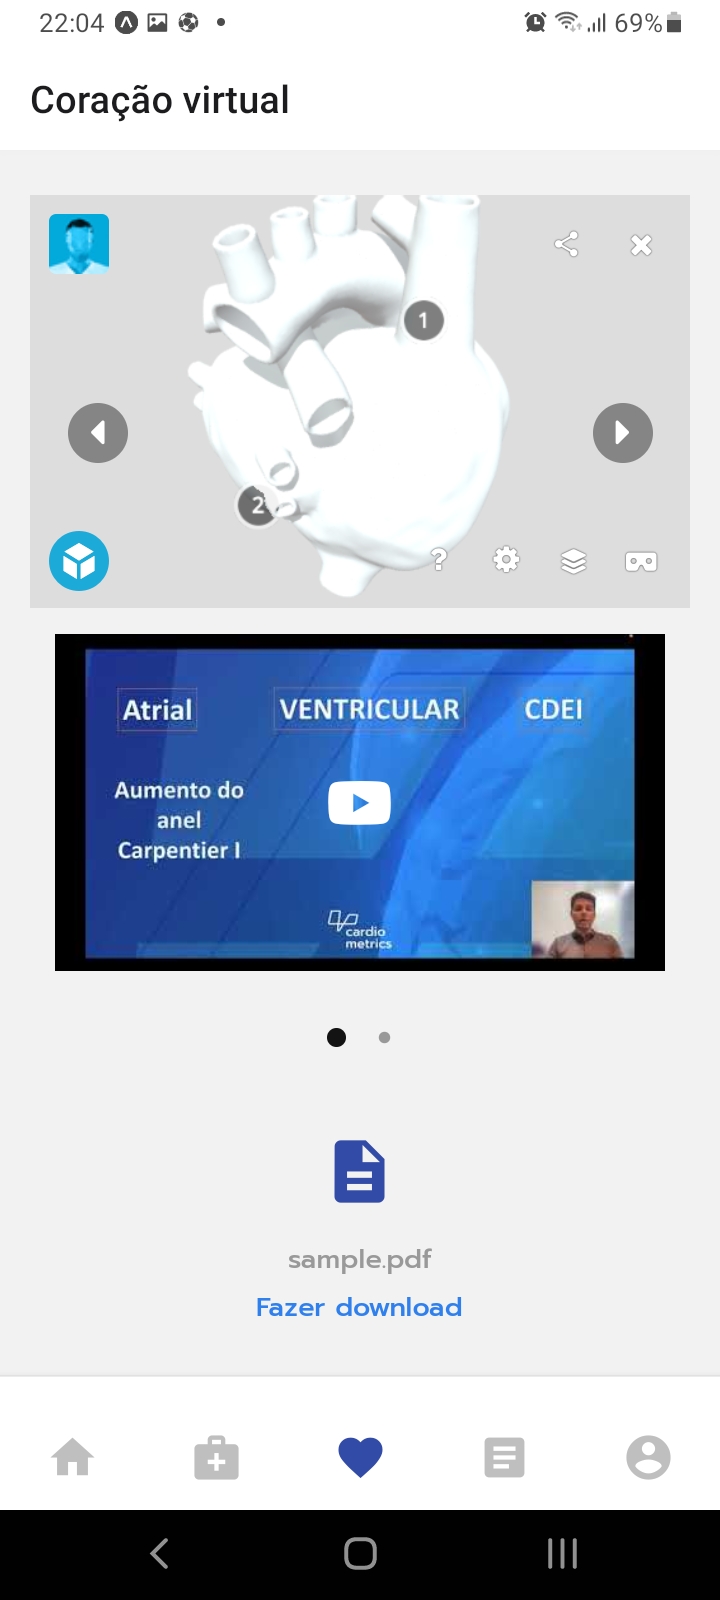 22:04
69%
Coração virtual
1
2
?
Atrial VENTRICULAR CDEI
Aumento do
anel
Carpentier I
cardio
metrics
sample.pdf
Fazer download